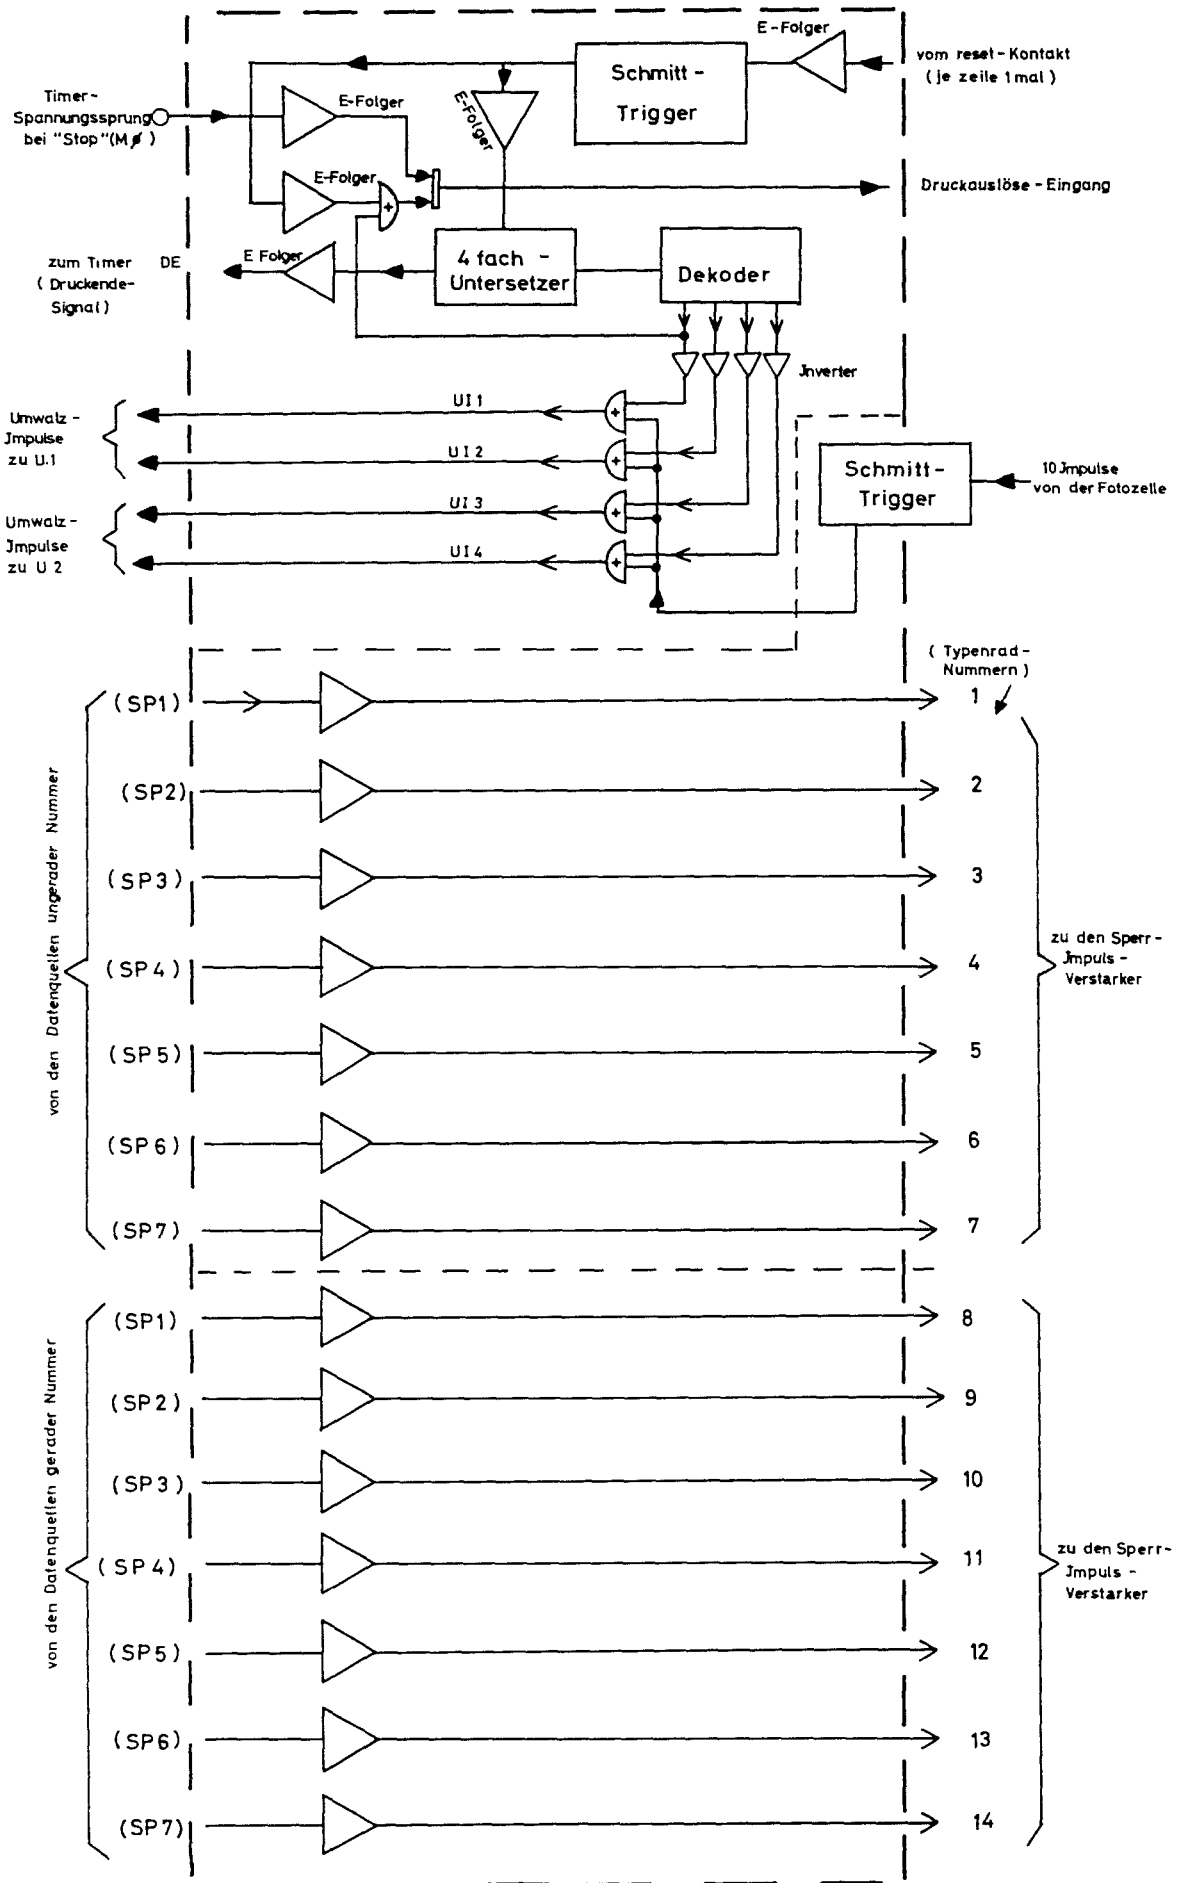 E-Folger
vom reset-Kontakt
(je zeile 1 mal)
Schmitt-
Trigger
Timer-
Spannungssprung
bei "Stop" (MØ)
E-Folger
E-Folger
E-Folger
Druckauslöse-Eingang
zum Timer
(Druckende-
Signal)
DE
E Folger
4 fach -
Untersetzer
Dekoder
Jnverter
Umwalz-
Jmpulse
zu U.1
UI 1
UI 2
Schmitt-
Trigger
10 Jmpulse
von der Fotozelle
Umwalz-
Jmpulse
zu U 2
UI 3
UI 4
(Typenrad-
Nummern)
von den Datenquellen ungerader Nummer
(SP1) 1
(SP2) 2
(SP3) 3
(SP4) 4
(SP5) 5
(SP6) 6
(SP7) 7
zu den Sperr-
Jmpuls-
Verstarker
von den Datenquellen gerader Nummer
(SP1) 8
(SP2) 9
(SP3) 10
(SP4) 11
(SP5) 12
(SP6) 13
(SP7) 14
zu den Sperr-
Jmpuls-
Verstarker